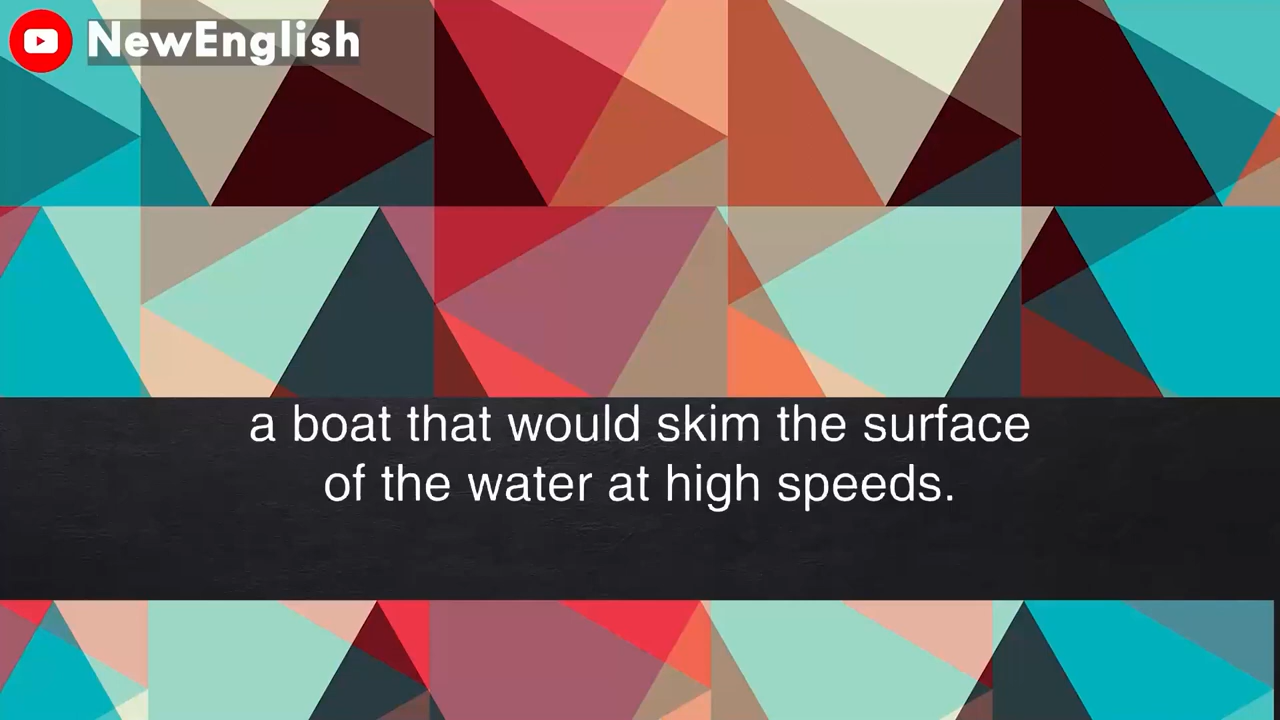 NewEnglish
a boat that would skim the surface
of the water at high speeds.